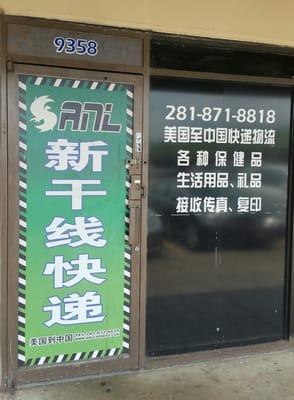 9358
SANL
新干线快递
美国到中国
281-871-8818
美国至中国快递物流
各种保健品
生活用品、礼品
接收传真、复印